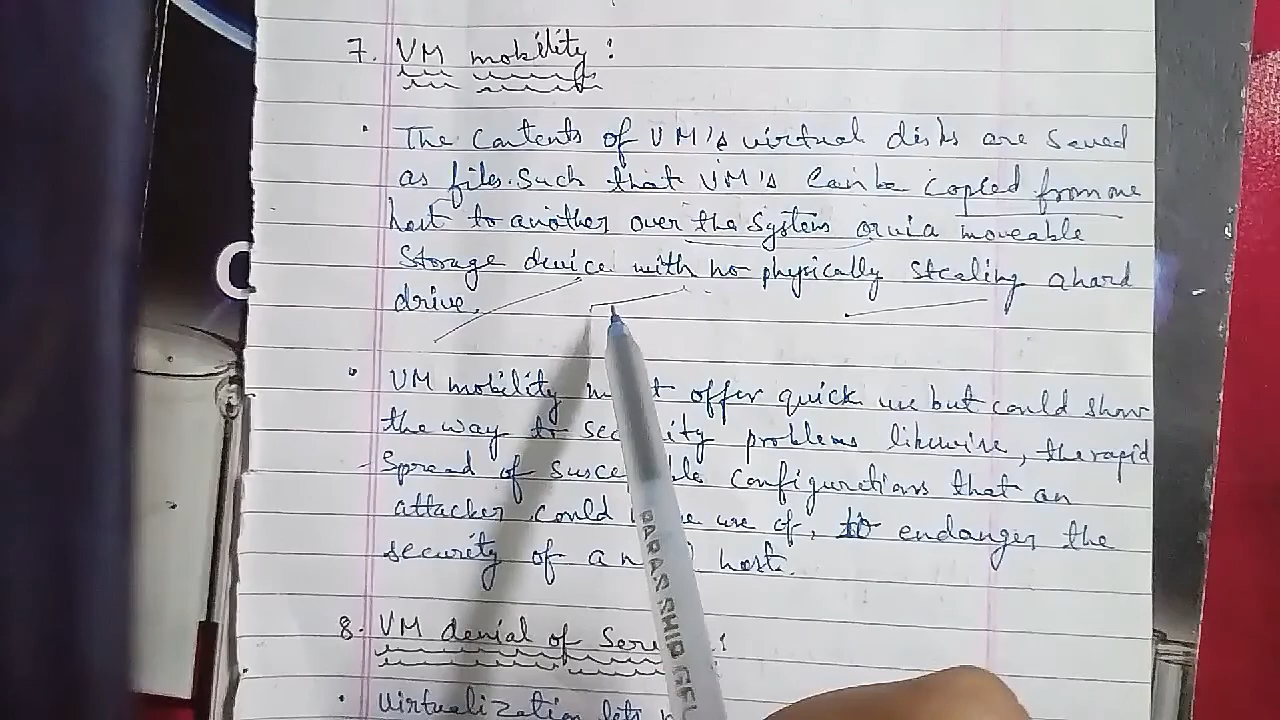 7. VM mobility :
• The contents of VM's virtual disks are saved
as files. Such that VM's can be copied from one
host to another over the system or via moveable
storage device with no physically stealing a hard
drive.
• VM mobility offer quick use but could show
the way to problems likewise, the rapid
spread of configurations that an
attacker could use of, to endanger the
security of a host.
8. VM denial of
• virtualization lets
PARAS SHIP GEL